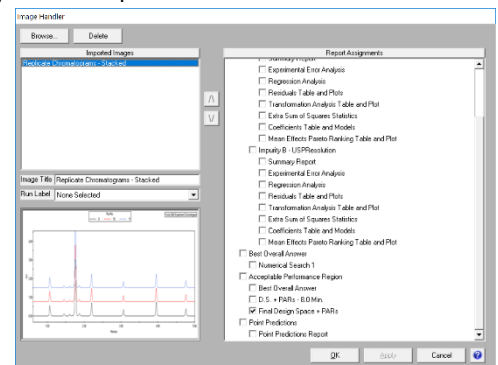 Image Handler
Browse...
Delete
Imported Images
Replicate Chromatograms - Stacked
Image Title
Replicate Chromatograms - Stacked
Run Label
None Selected
Report Assignments
Summary Report
Experimental Error Analysis
Regression Analysis
Residuals Table and Plots
Transformation Analysis Table and Plot
Extra Sum of Squares Statistics
Coefficients Table and Models
Mean Effects Pareto Ranking Table and Plot
Impurity B - USPResolution
Summary Report
Experimental Error Analysis
Regression Analysis
Residuals Table and Plots
Transformation Analysis Table and Plot
Extra Sum of Squares Statistics
Coefficients Table and Models
Mean Effects Pareto Ranking Table and Plot
Best Overall Answer
Numerical Search 1
Acceptable Performance Region
Best Overall Answer
D.S. + PARs - 8.0 Min.
Final Design Space + PARs
Point Predictions
Point Predictions Report
OK
Apply
Cancel